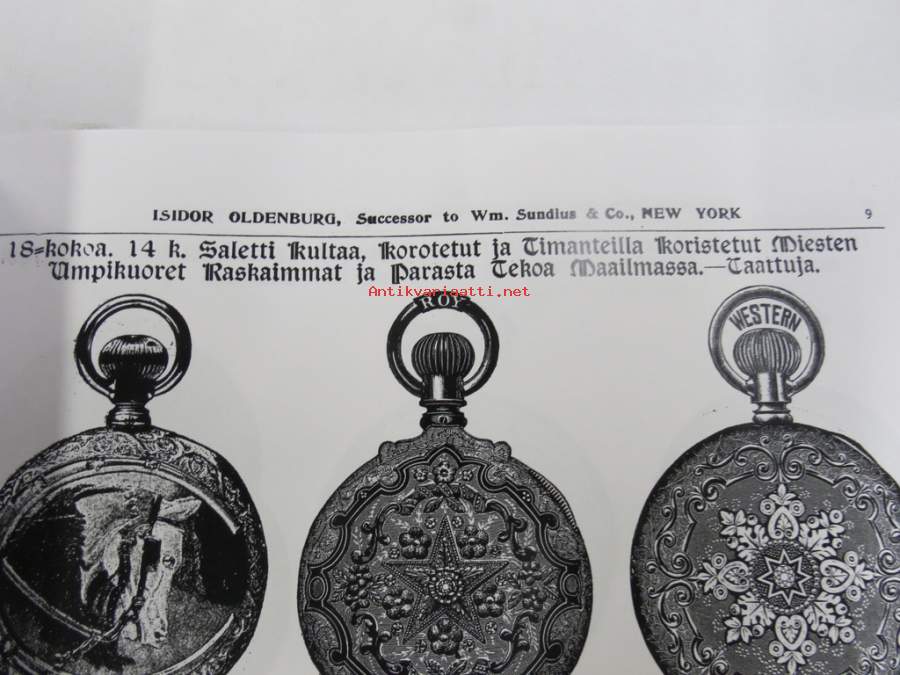 ISIDOR OLDENBURG, Successor to Wm. Sundius & Co., NEW YORK 9
18=kokoa. 14 k. Saletti kultaa, korotetut ja Timanteilla koristetut Miesten
Umpikuoret Raskaimmat ja Parasta Tekoa Maailmassa.—Taattuja.
Antikvariaatti.net
ROY
WESTERN